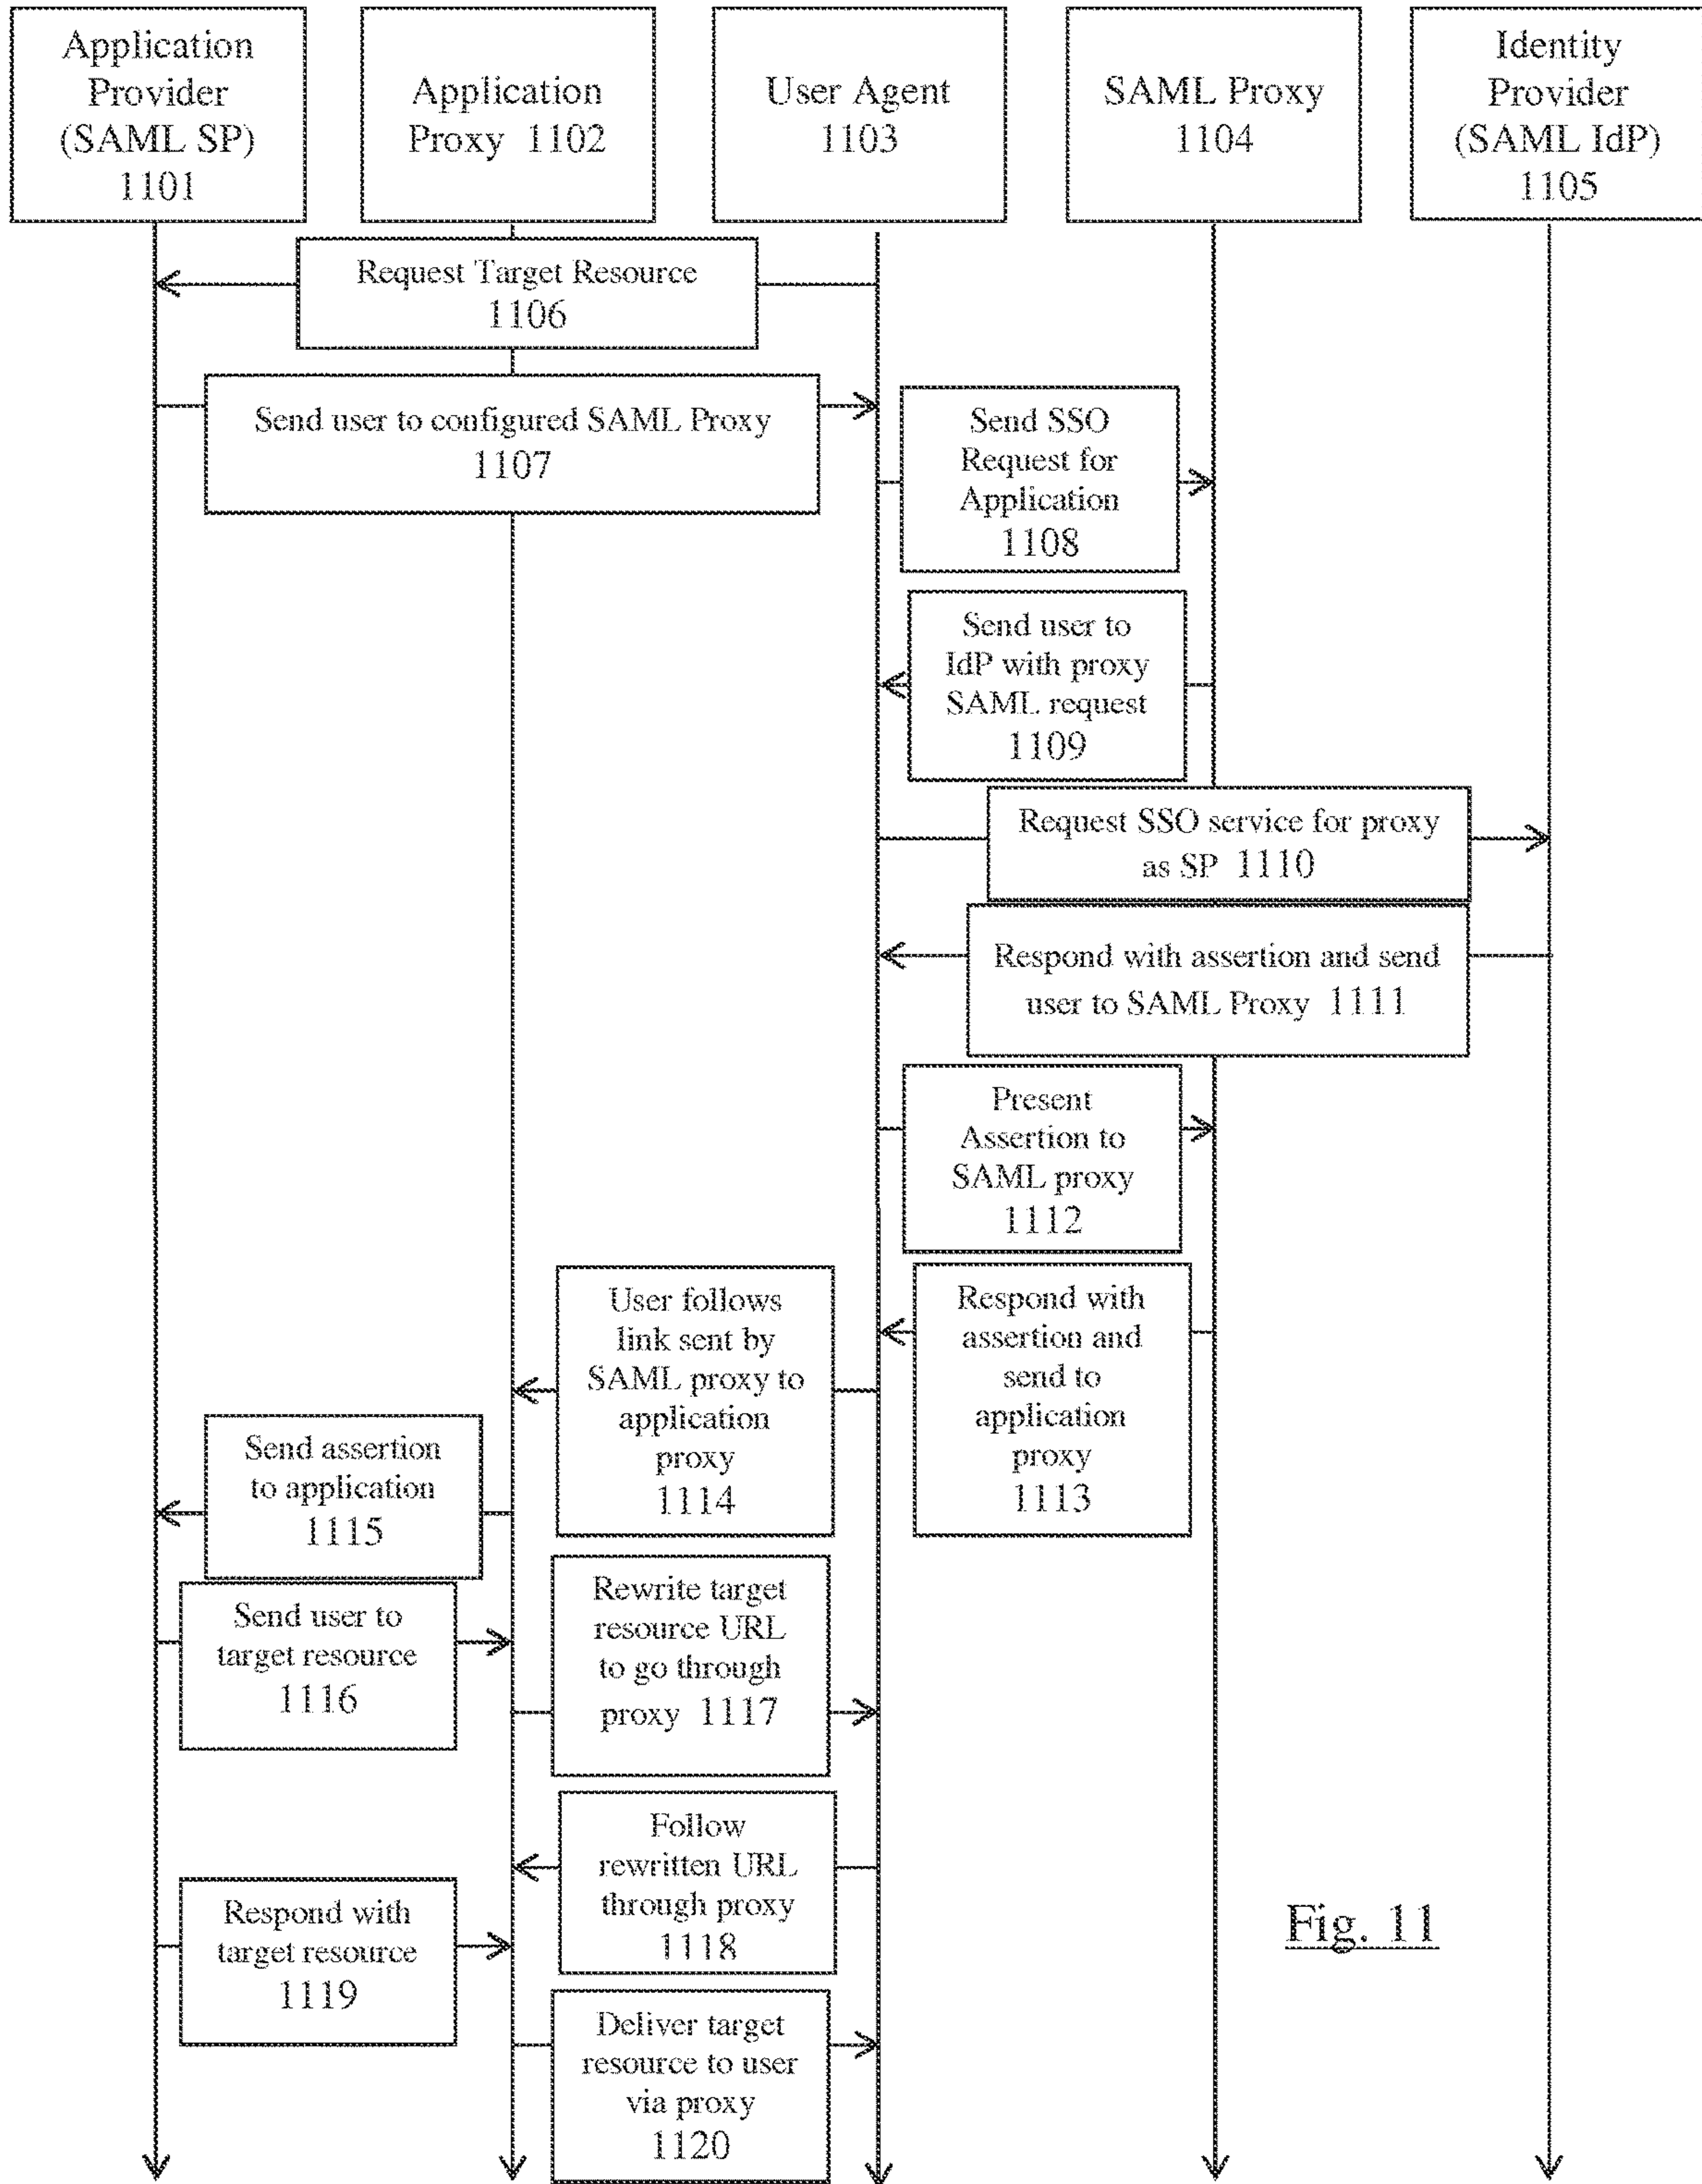 Application
Provider
(SAML SP)
1101
Application
Proxy 1102
User Agent
1103
SAML Proxy
1104
Identity
Provider
(SAML IdP)
1105
Request Target Resource
1106
Send user to configured SAML Proxy
1107
Send SSO
Request for
Application
1108
Send user to
IdP with proxy
SAML request
1109
Request SSO service for proxy
as SP 1110
Respond with assertion and send
user to SAML Proxy 1111
Present
Assertion to
SAML proxy
1112
Respond with
assertion and
send to
application
proxy
1113
User follows
link sent by
SAML proxy to
application
proxy
1114
Send assertion
to application
1115
Send user to
target resource
1116
Rewrite target
resource URL
to go through
proxy 1117
Follow
rewritten URL
through proxy
1118
Respond with
target resource
1119
Deliver target
resource to user
via proxy
1120
Fig. 11